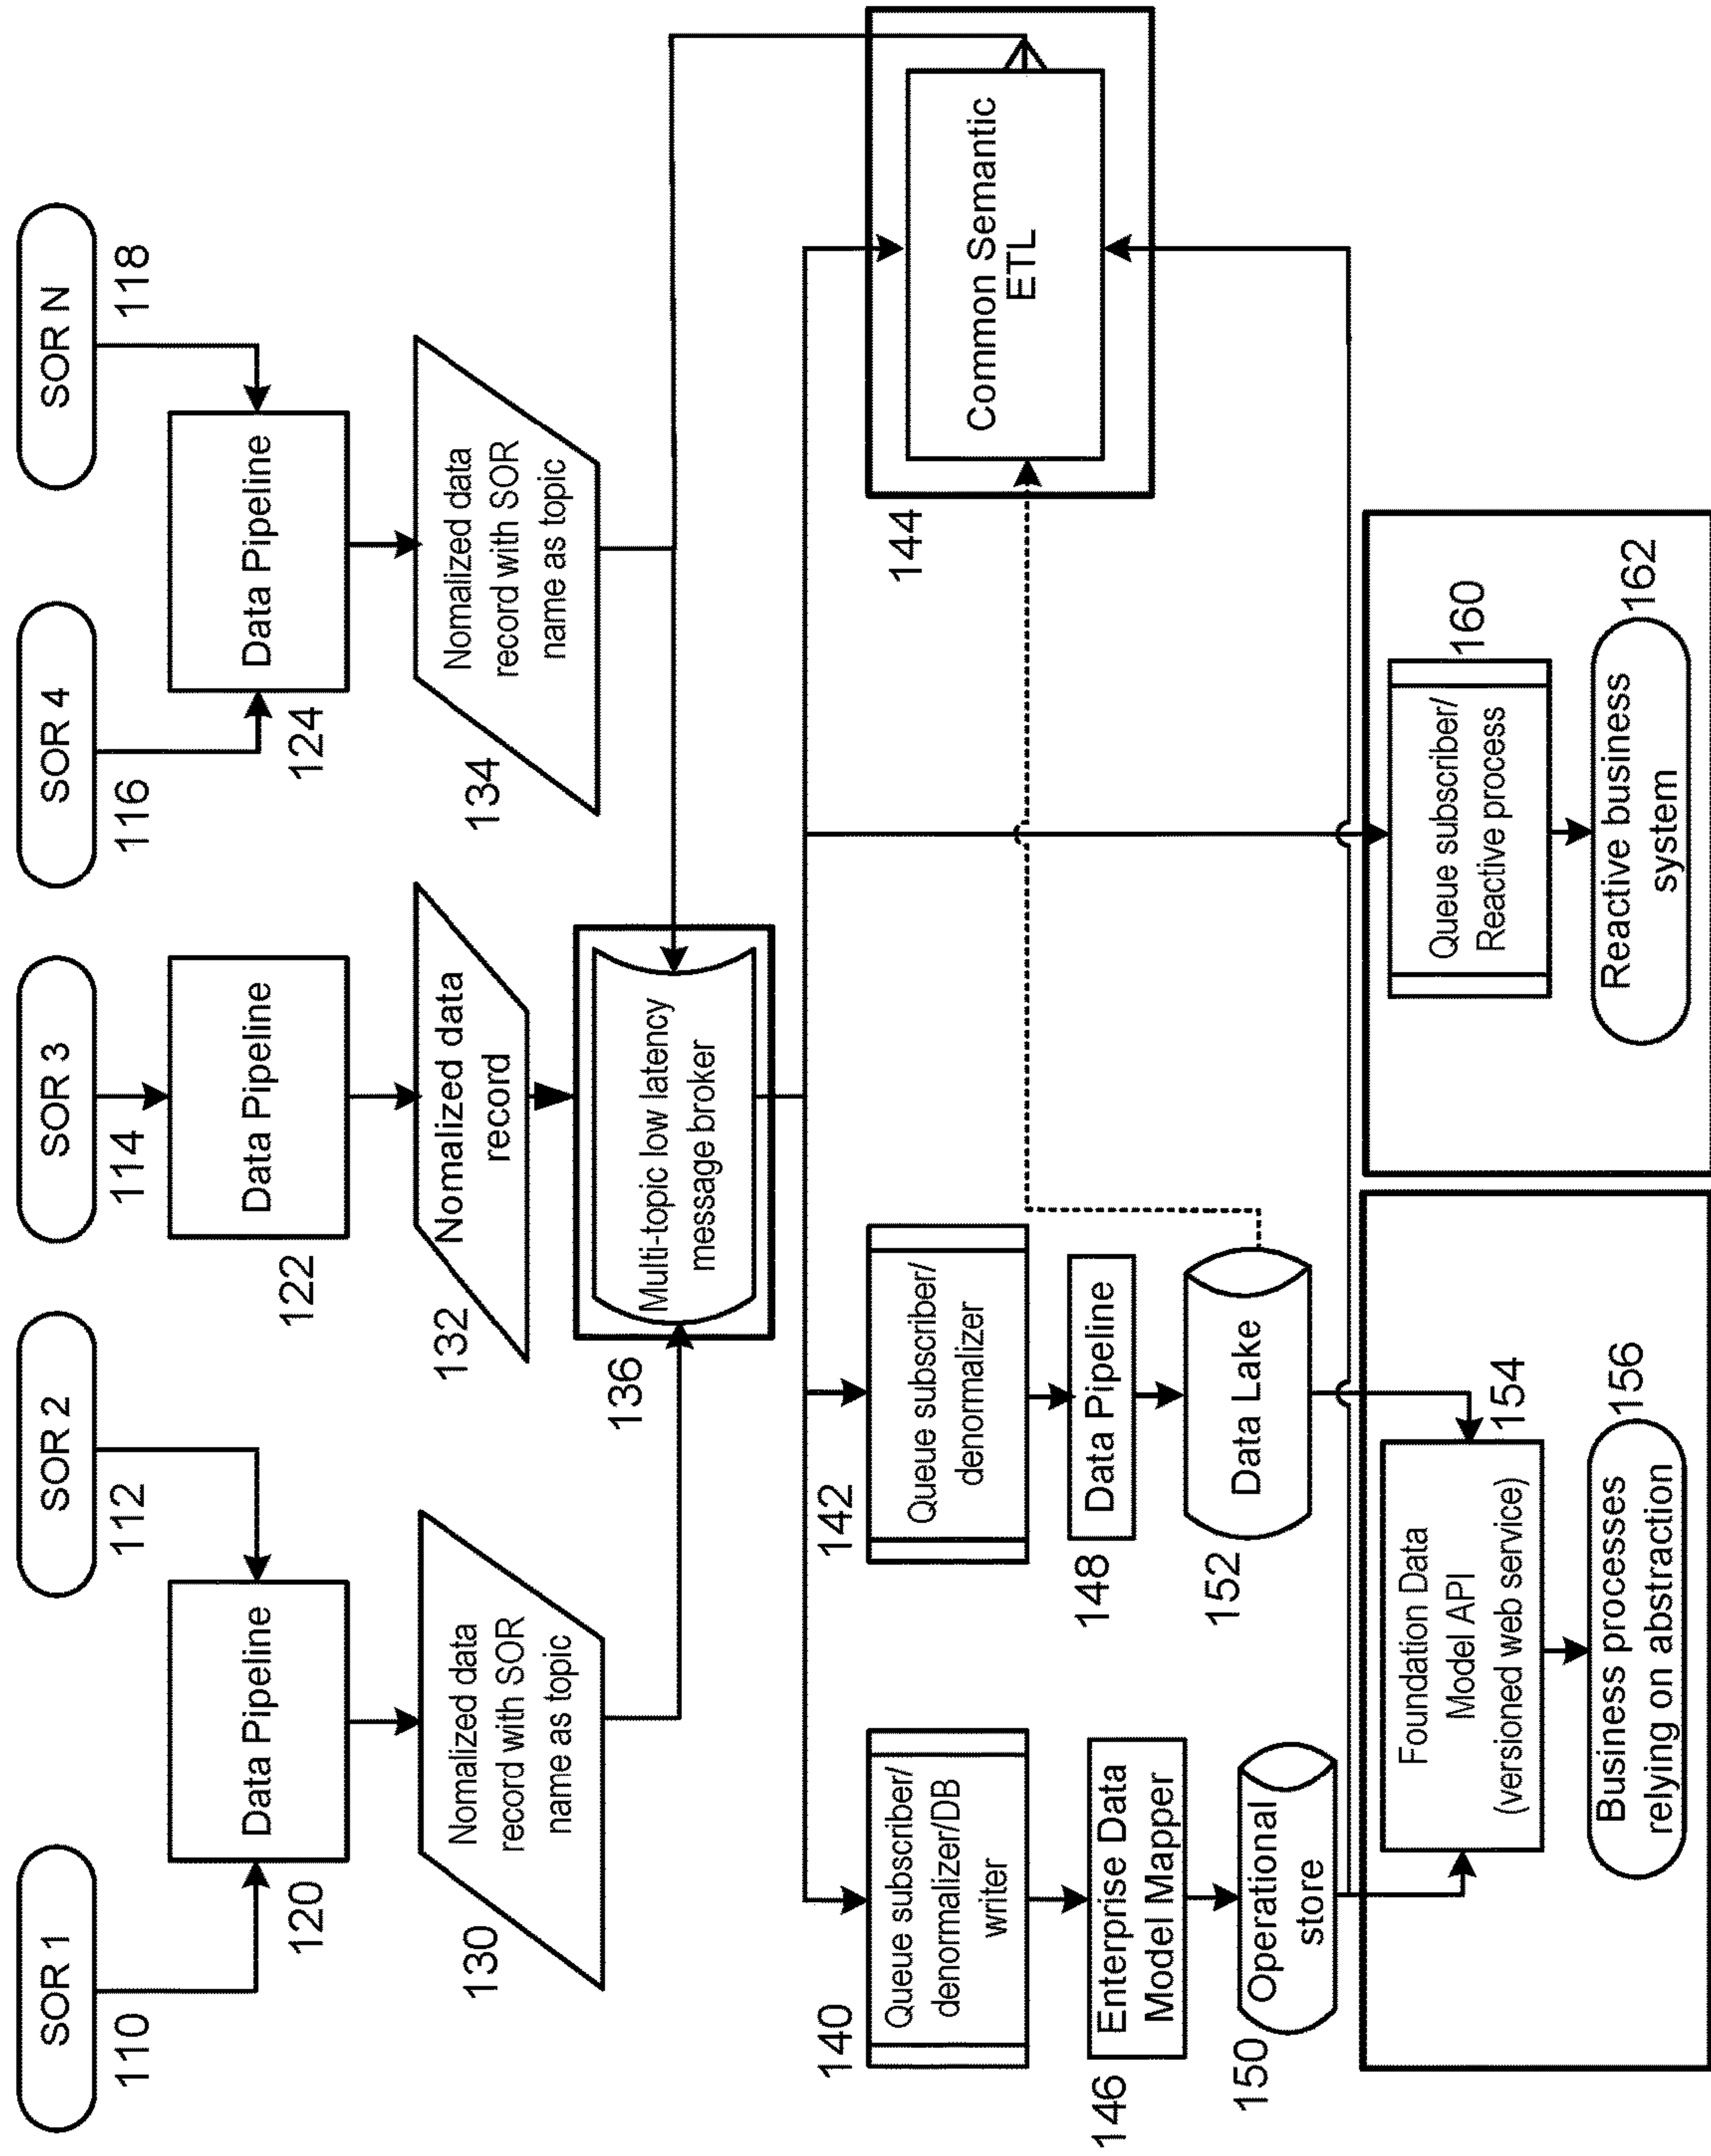 SOR 1
SOR 2
SOR 3
SOR 4
SOR N
110
112
114
116
118
Data Pipeline
Data Pipeline
Data Pipeline
120
122
124
Nomalized data
record with SOR
name as topic
130
Nomalized data
record
132
Nomalized data
record with SOR
name as topic
134
Multi-topic low latency
message broker
136
Queue subscriber/
denormalizer/DB
writer
140
Queue subscriber/
denormalizer
142
Common Semantic
ETL
144
Enterprise Data
Model Mapper
146
Data Pipeline
148
Operational
store
150
Data Lake
152
Foundation Data
Model API
(versioned web service)
154
Business processes
relying on abstraction
156
Queue subscriber/
Reactive process
160
Reactive business
system
162